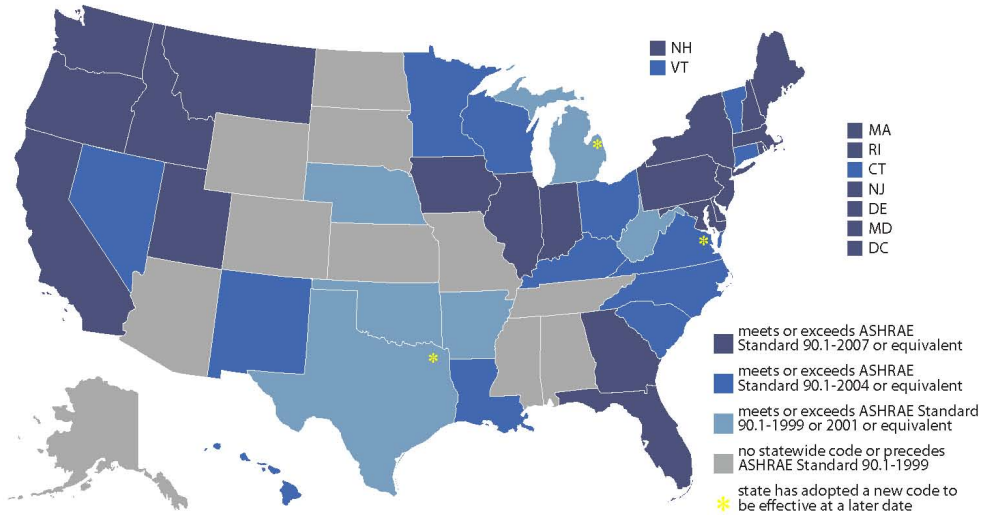 NH
VT
MA
RI
CT
NJ
DE
MD
DC
meets or exceeds ASHRAE
Standard 90.1-2007 or equivalent
meets or exceeds ASHRAE
Standard 90.1-2004 or equivalent
meets or exceeds ASHRAE Standard
90.1-1999 or 2001 or equivalent
no statewide code or precedes
ASHRAE Standard 90.1-1999
* state has adopted a new code to
be effective at a later date